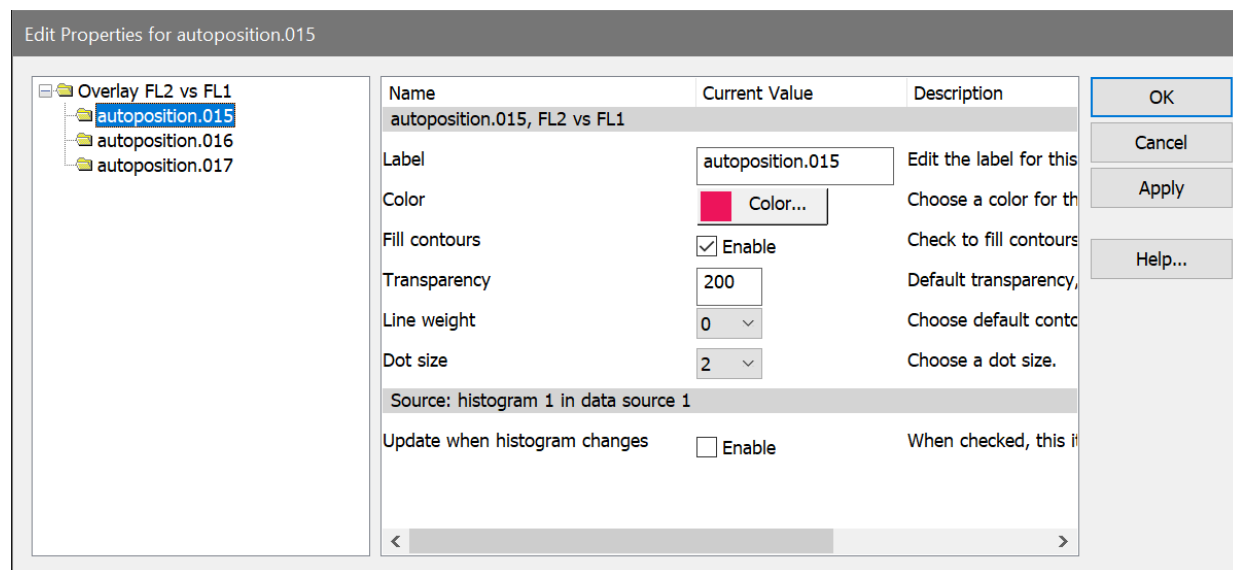 Edit Properties for autoposition.015
Overlay FL2 vs FL1
autoposition.015
autoposition.016
autoposition.017
Name Current Value Description
autoposition.015, FL2 vs FL1
Label autoposition.015 Edit the label for this
Color Color... Choose a color for th
Fill contours Enable Check to fill contours
Transparency 200 Default transparency,
Line weight 0 Choose default contc
Dot size 2 Choose a dot size.
Source: histogram 1 in data source 1
Update when histogram changes Enable When checked, this it
OK
Cancel
Apply
Help...